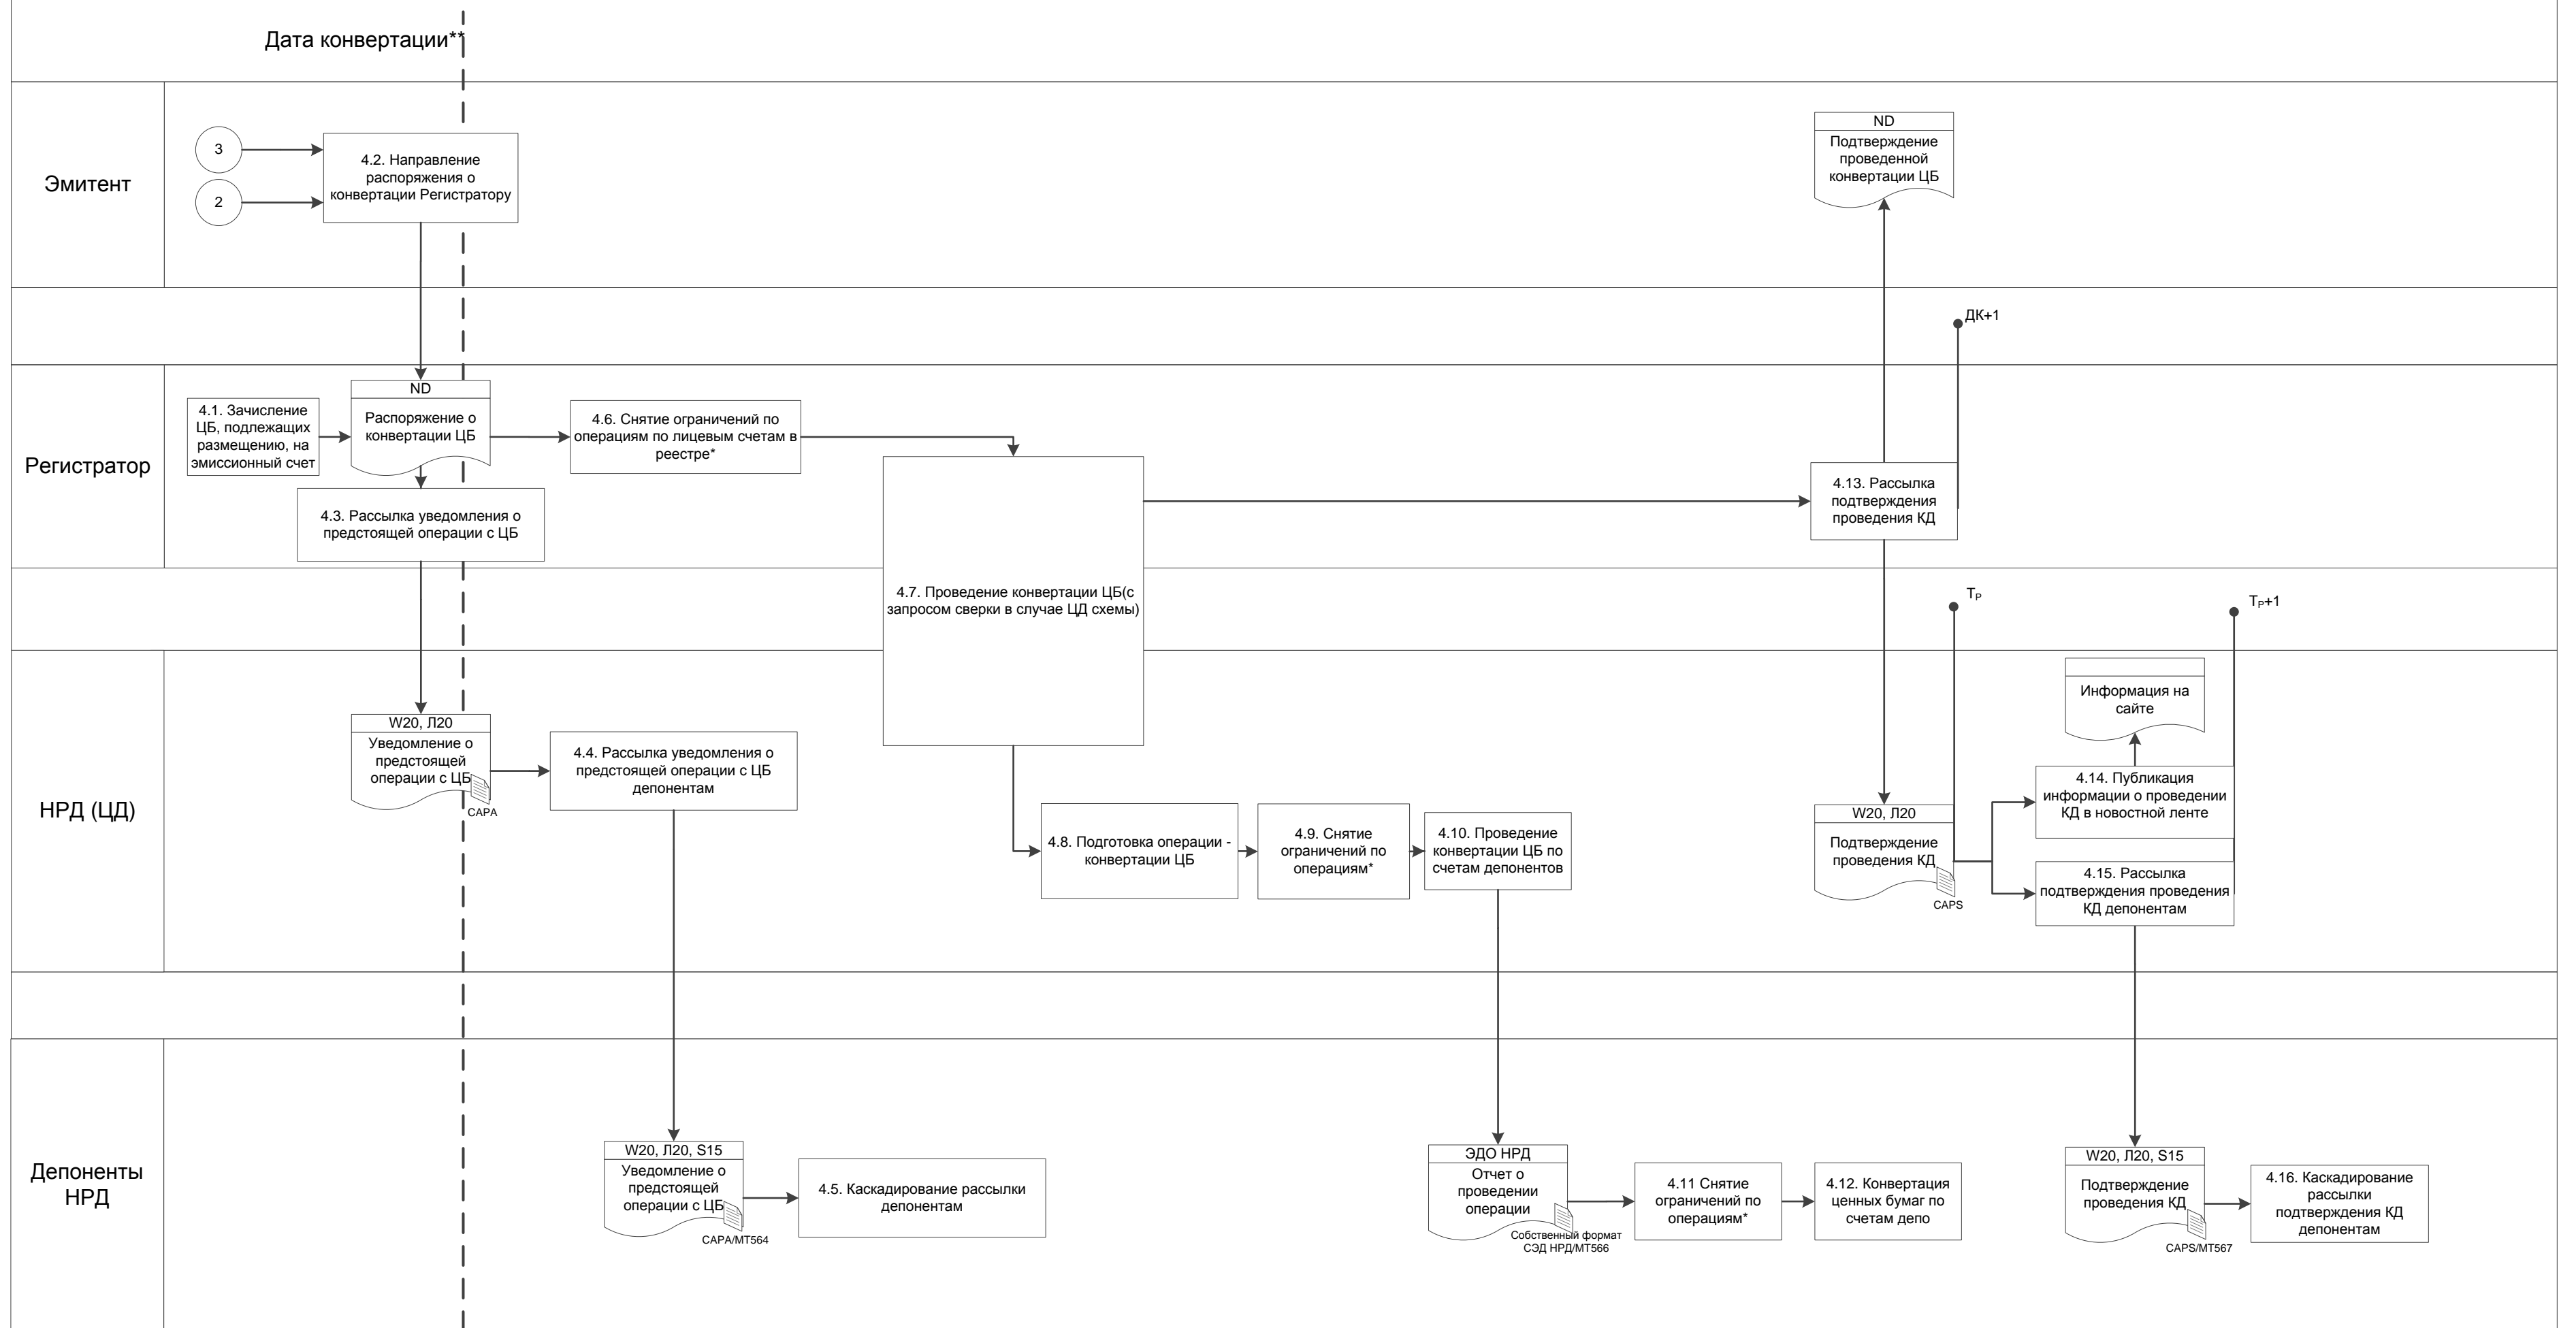 Дата конвертации**
Эмитент
3
2
4.2. Направление
распоряжения о
конвертации Регистратору
ND
Подтверждение
проведенной
конвертации ЦБ
ДК+1
Регистратор
4.1. Зачисление
ЦБ, подлежащих
размещению, на
эмиссионный счет
ND
Распоряжение о
конвертации ЦБ
4.3. Рассылка уведомления о
предстоящей операции с ЦБ
4.6. Снятие ограничений по
операциям по лицевым счетам в
реестре*
4.7. Проведение конвертации ЦБ(с
запросом сверки в случае ЦД схемы)
4.13. Рассылка
подтверждения
проведения КД
TP
TP+1
НРД (ЦД)
W20, Л20
Уведомление о
предстоящей
операции с ЦБ
CAPA
4.4. Рассылка уведомления о
предстоящей операции с ЦБ
депонентам
4.8. Подготовка операции -
конвертации ЦБ
4.9. Снятие
ограничений по
операциям*
4.10. Проведение
конвертации ЦБ по
счетам депонентов
W20, Л20
Подтверждение
проведения КД
CAPS
Информация на
сайте
4.14. Публикация
информации о проведении
КД в новостной ленте
4.15. Рассылка
подтверждения проведения
КД депонентам
Депоненты
НРД
W20, Л20, S15
Уведомление о
предстоящей
операции с ЦБ
CAPA/MT564
4.5. Каскадирование рассылки
депонентам
ЭДО НРД
Отчет о
проведении
операции
Собственный формат
СЭД НРД/MT566
4.11 Снятие
ограничений по
операциям*
4.12. Конвертация
ценных бумаг по
счетам депо
W20, Л20, S15
Подтверждение
проведения КД
CAPS/MT567
4.16. Каскадирование
рассылки
подтверждения КД
депонентам